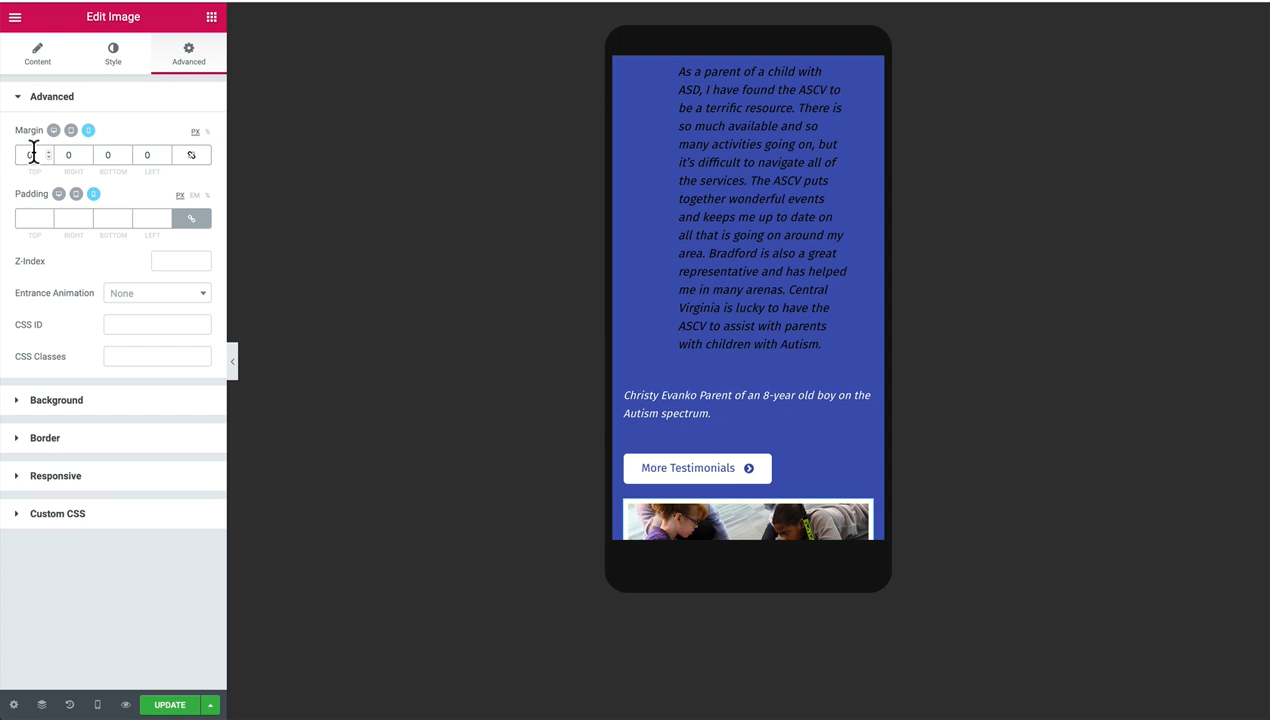 Edit Image
Content
Style
Advanced
Advanced
Margin
PX %
0 0 0
TOP RIGHT BOTTOM LEFT
Padding
PX EM %
TOP RIGHT BOTTOM LEFT
Z-Index
Entrance Animation
None
CSS ID
CSS Classes
Background
Border
Responsive
Custom CSS
UPDATE
As a parent of a child with
ASD, I have found the ASCV to
be a terrific resource. There is
so much available and so
many activities going on, but
it's difficult to navigate all of
the services. The ASCV puts
together wonderful events
and keeps me up to date on
all that is going on around my
area. Bradford is also a great
representative and has helped
me in many arenas. Central
Virginia is lucky to have the
ASCV to assist with parents
with children with Autism.
Christy Evanko Parent of an 8-year old boy on the
Autism spectrum.
More Testimonials